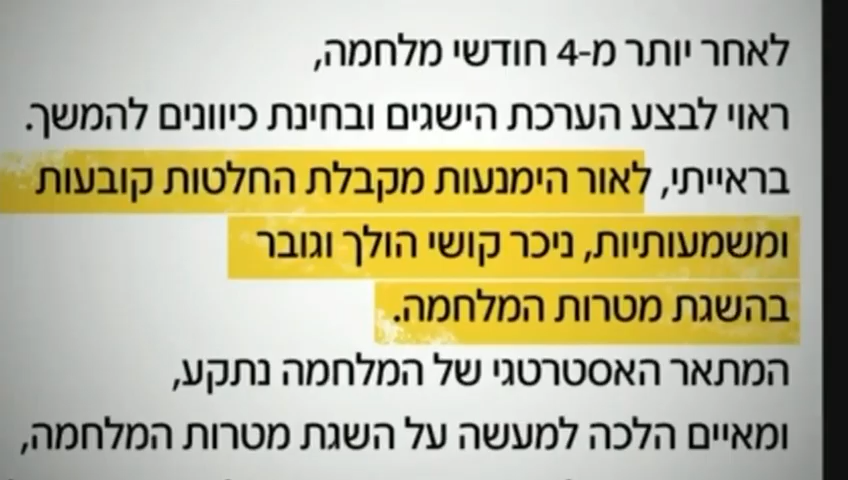 לאחר יותר מ-4 חודשי מלחמה,
ראוי לבצע הערכת הישגים ובחינת כיוונים להמשך.
בראייתי, לאור הימנעות מקבלת החלטות קובעות
ומשמעותיות, ניכר קושי הולך וגובר
בהשגת מטרות המלחמה.
המתאר האסטרטגי של המלחמה נתקע,
ומאיים הלכה למעשה על השגת מטרות המלחמה,